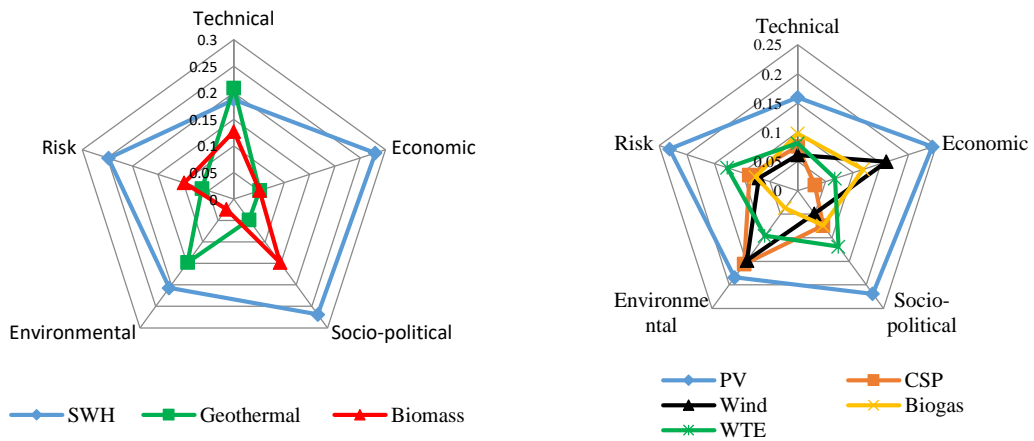 Technical
0.3
0.25
0.2
0.15
0.1
0.05
0
Economic
Socio-political
Environmental
Risk
SWH
Geothermal
Biomass
Technical
0.25
0.2
0.15
0.1
0.05
0
Economic
Socio-
political
Environme
ntal
Risk
PV
CSP
Wind
Biogas
WTE